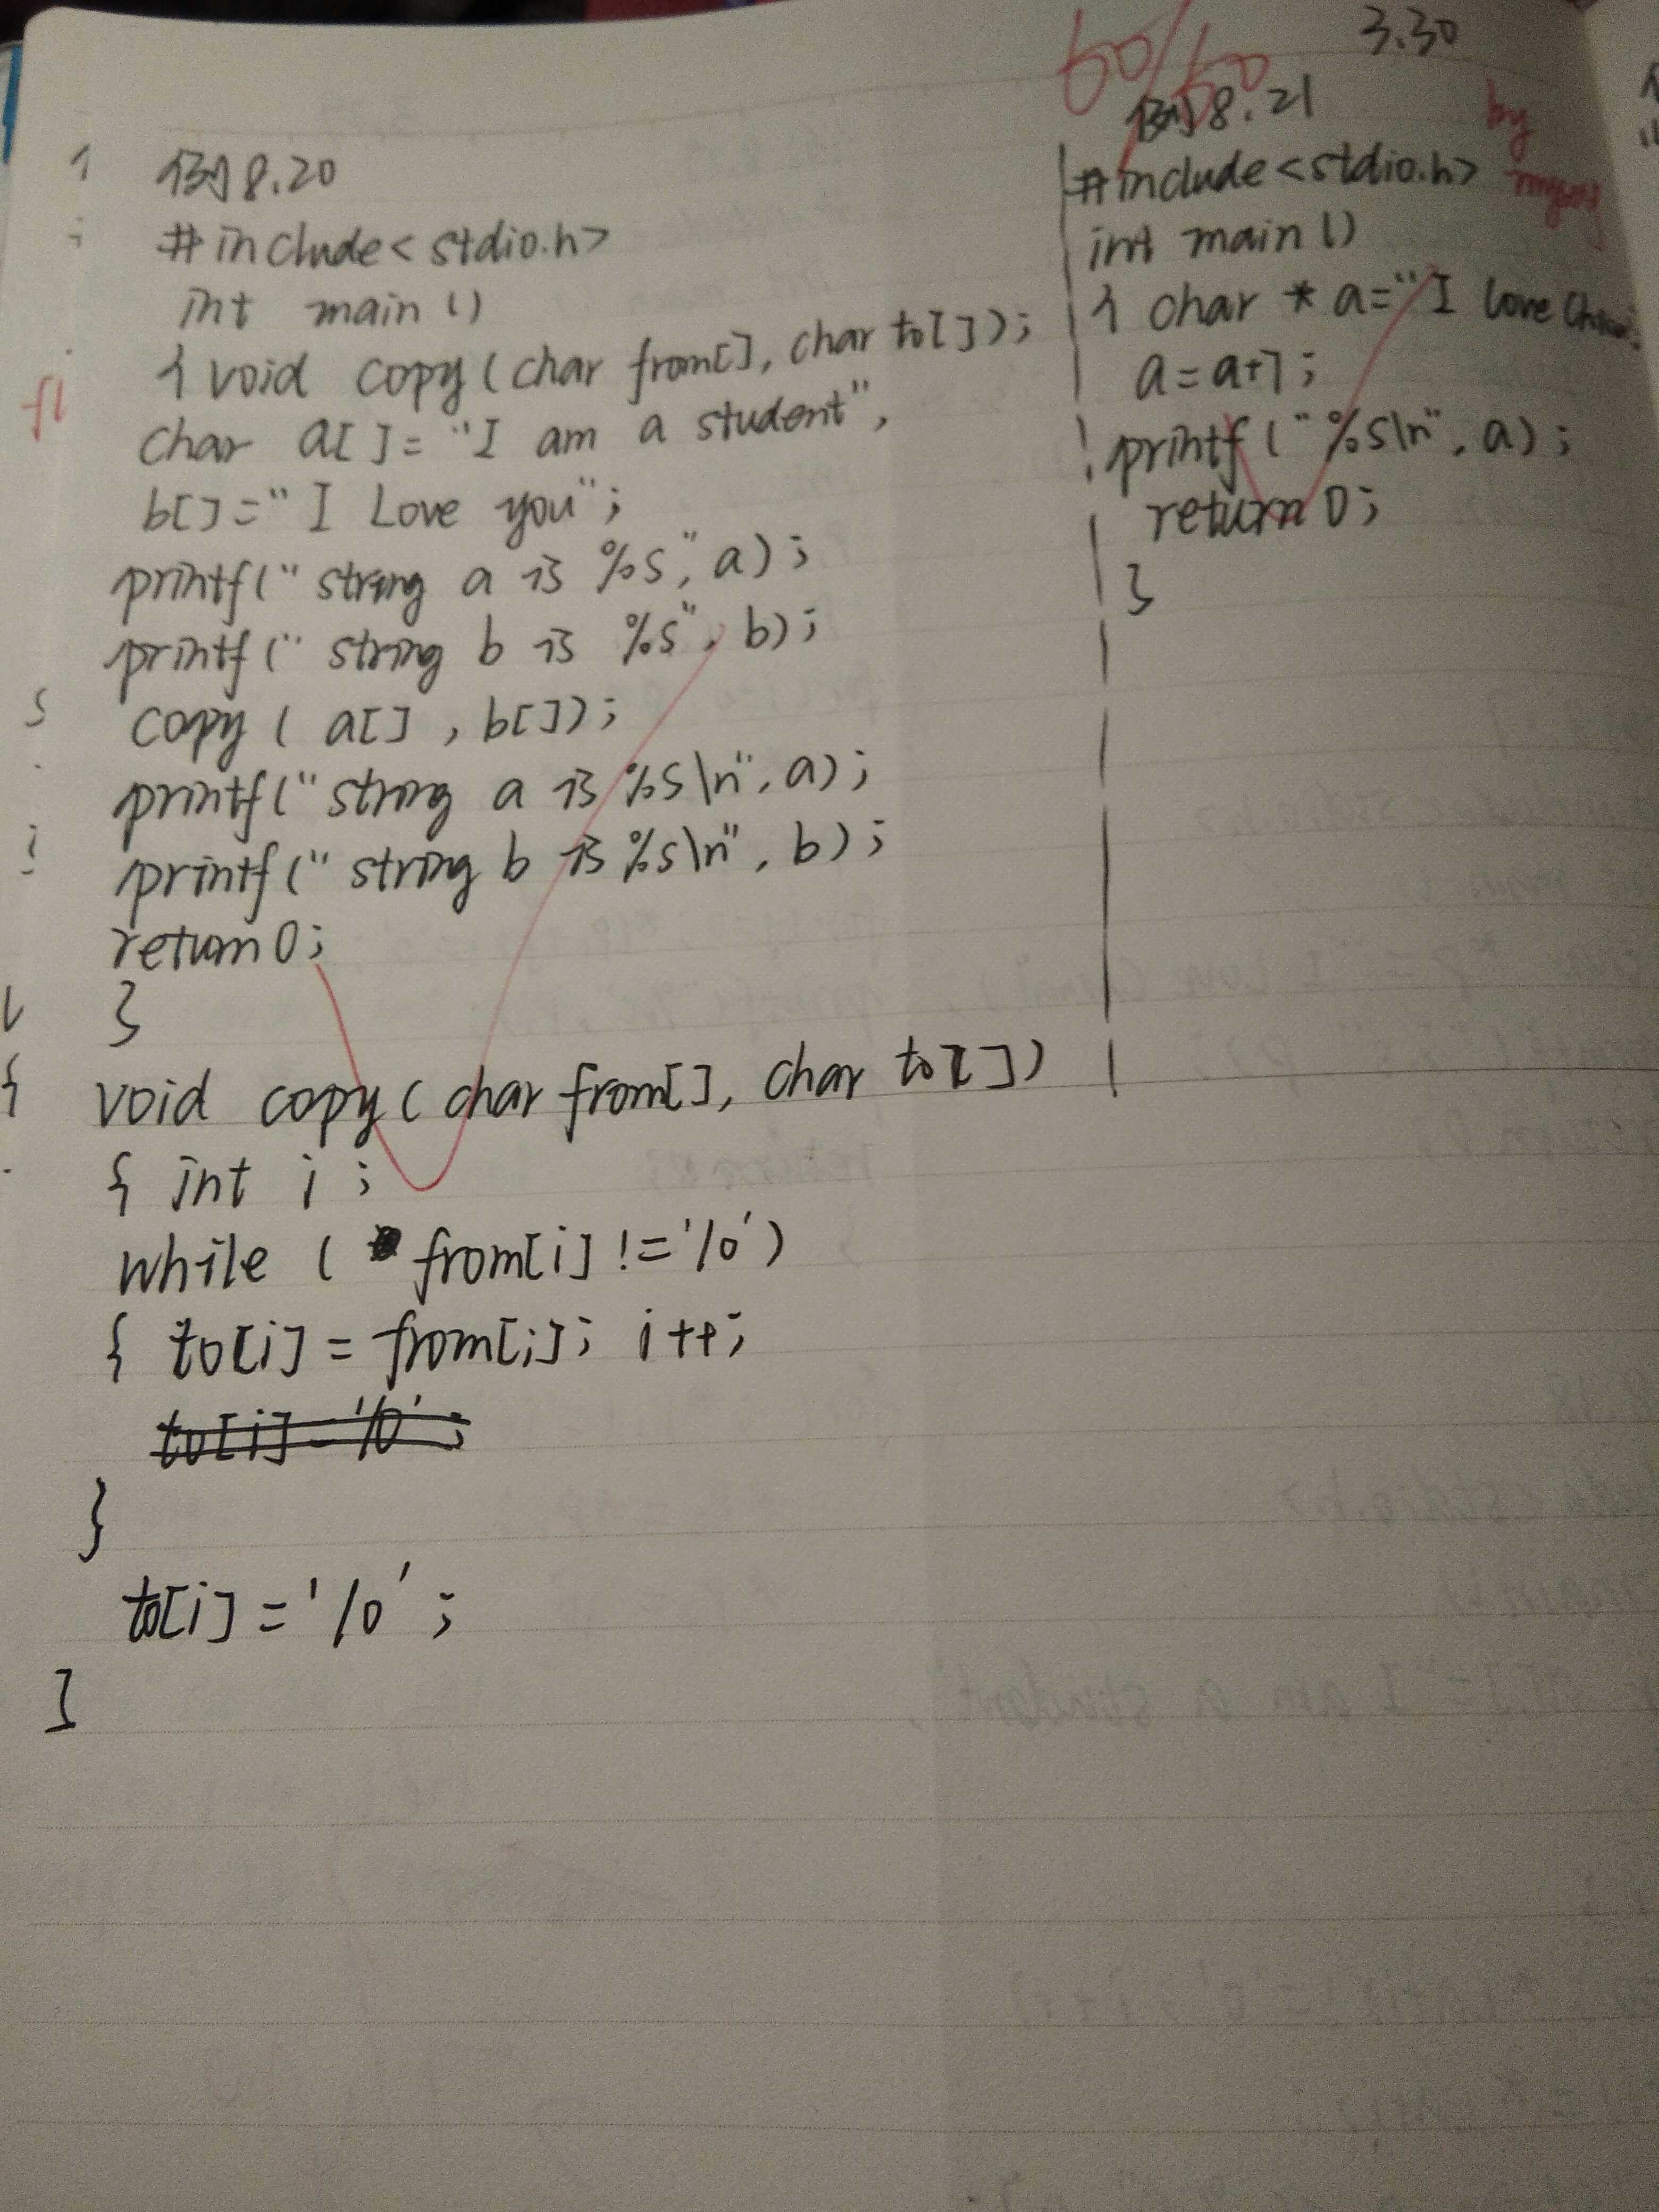 60/60
3.30
例8.20
#include<stdio.h>
int main ()
{ void copy(char from[], char to[]);
char a[]="I am a student",
b[]="I Love you";
printf("string a is %s", a);
printf("string b is %s", b);
copy ( a[] , b[]);
printf("string a is %s\n", a);
printf("string b is %s\n", b);
return 0;
}
void copy( char from[], char to[])
{ int i ;
while ( from[i] !='/0')
{ to[i] = from[i]; i++;
to[i]='/0';
}
to[i]='/0';
}
例8.21
by
#include<stdio.h>
int main ()
{ char * a="I Love
a=a+7;
printf("%s\n", a);
return 0;
}